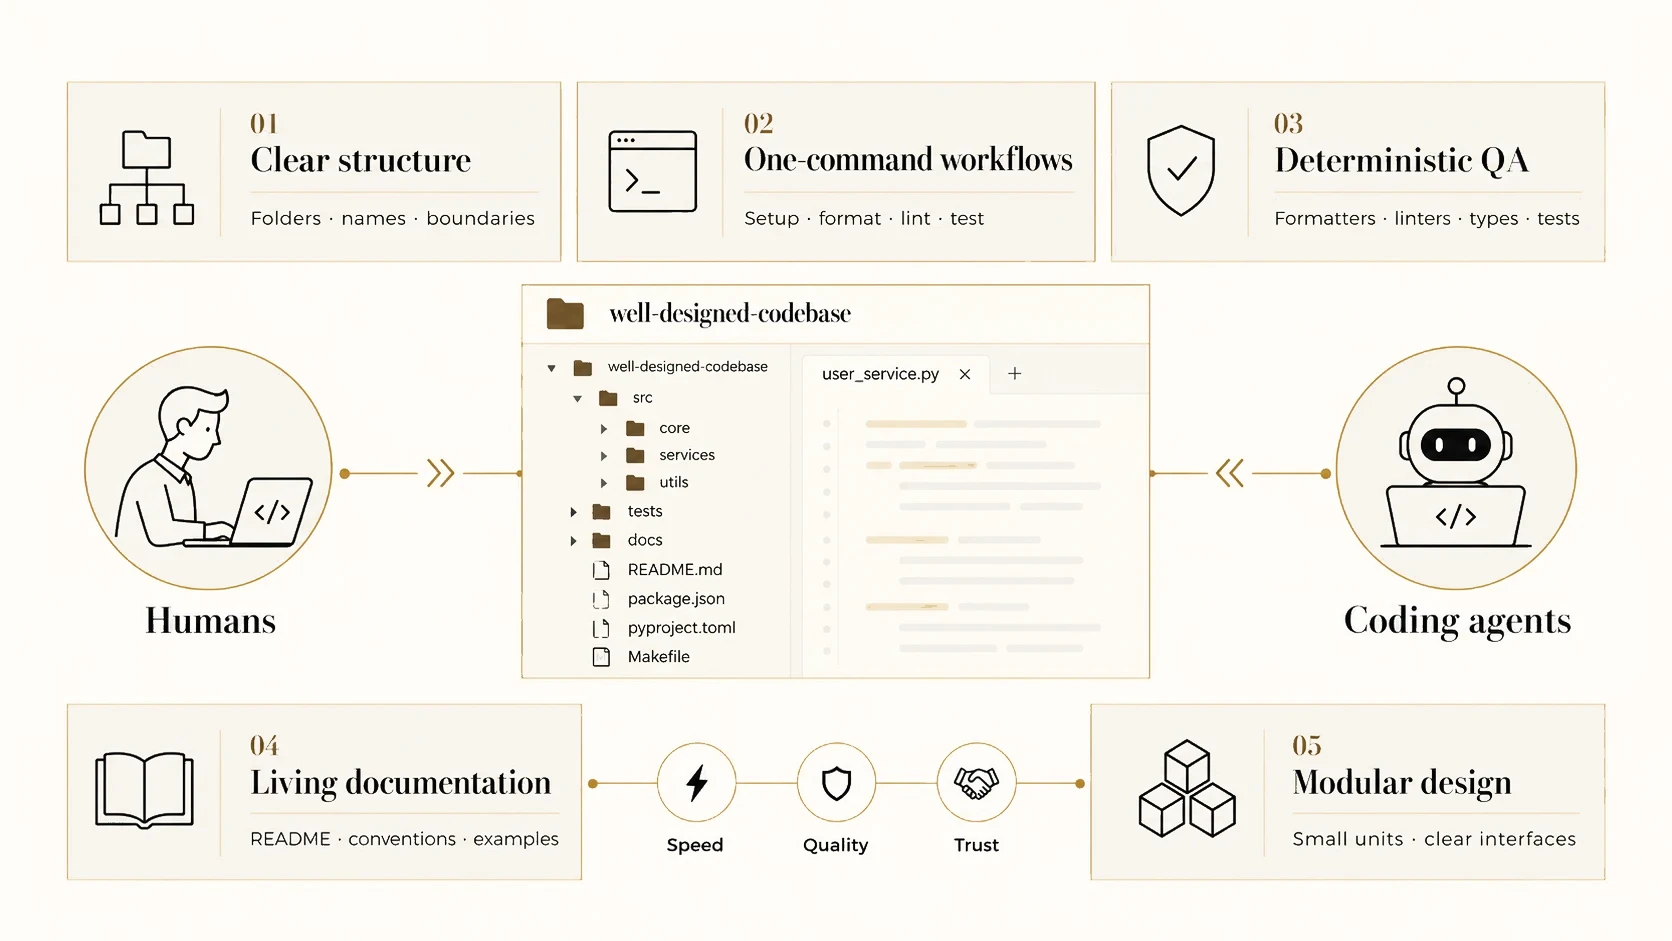 01
Clear structure
Folders · names · boundaries
02
One-command workflows
Setup · format · lint · test
03
Deterministic QA
Formatters · linters · types · tests
well-designed-codebase
well-designed-codebase
src
core
services
utils
tests
docs
README.md
package.json
pyproject.toml
Makefile
user_service.py × +
</>
Humans
</>
Coding agents
04
Living documentation
README · conventions · examples
Speed
Quality
Trust
05
Modular design
Small units · clear interfaces